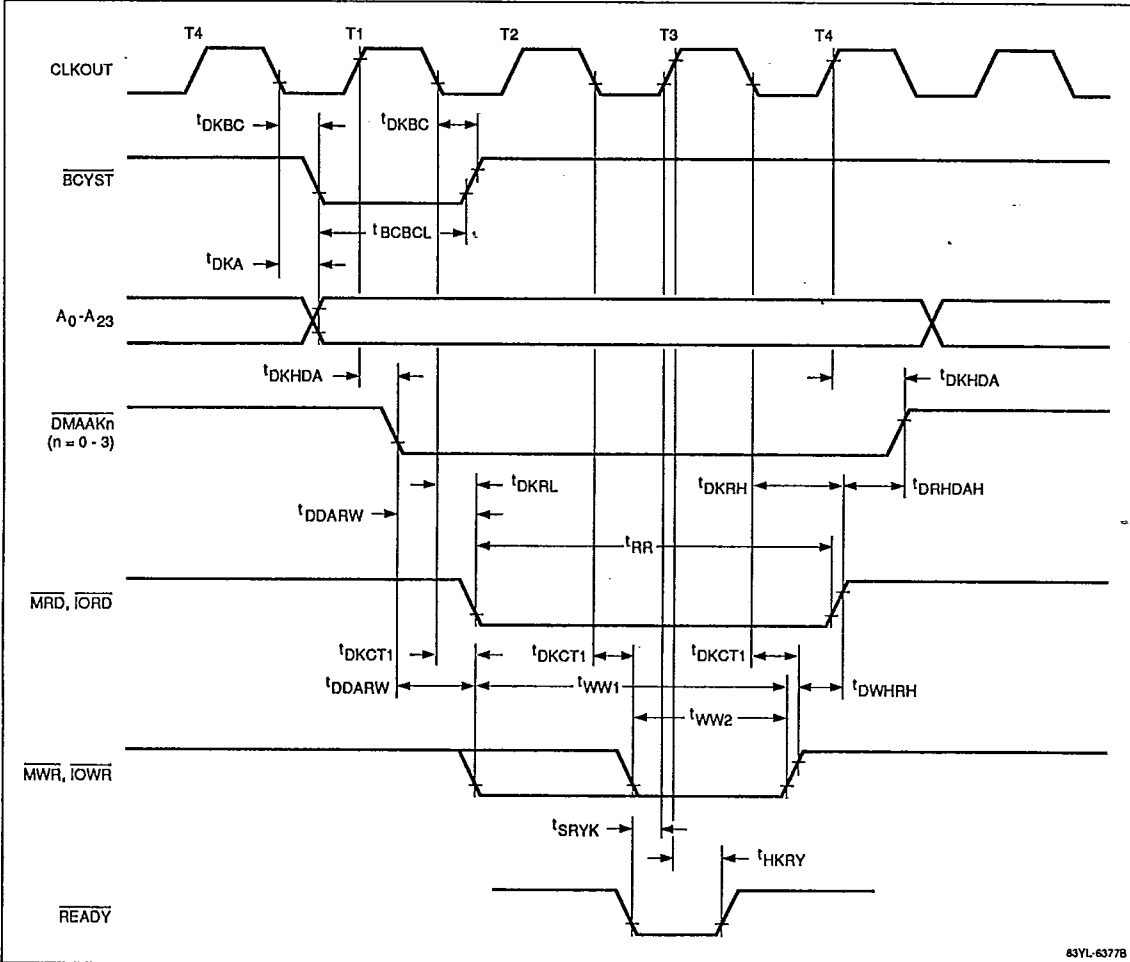 T4 T1 T2 T3 T4
CLKOUT
tDKBC tDKBC
BCYST
tBCBCL
tDKA
A0-A23
tDKHDA tDKHDA
DMAAKn
(n = 0 - 3)
tDKRL tDKRH tDRHDAH
tDDARW
tRR
MRD, IORD
tDKCT1 tDKCT1 tDKCT1
tDDARW tWW1 tDWHRH
tWW2
MWR, IOWR
tSRYK
tHKRY
READY
83YL-6377B